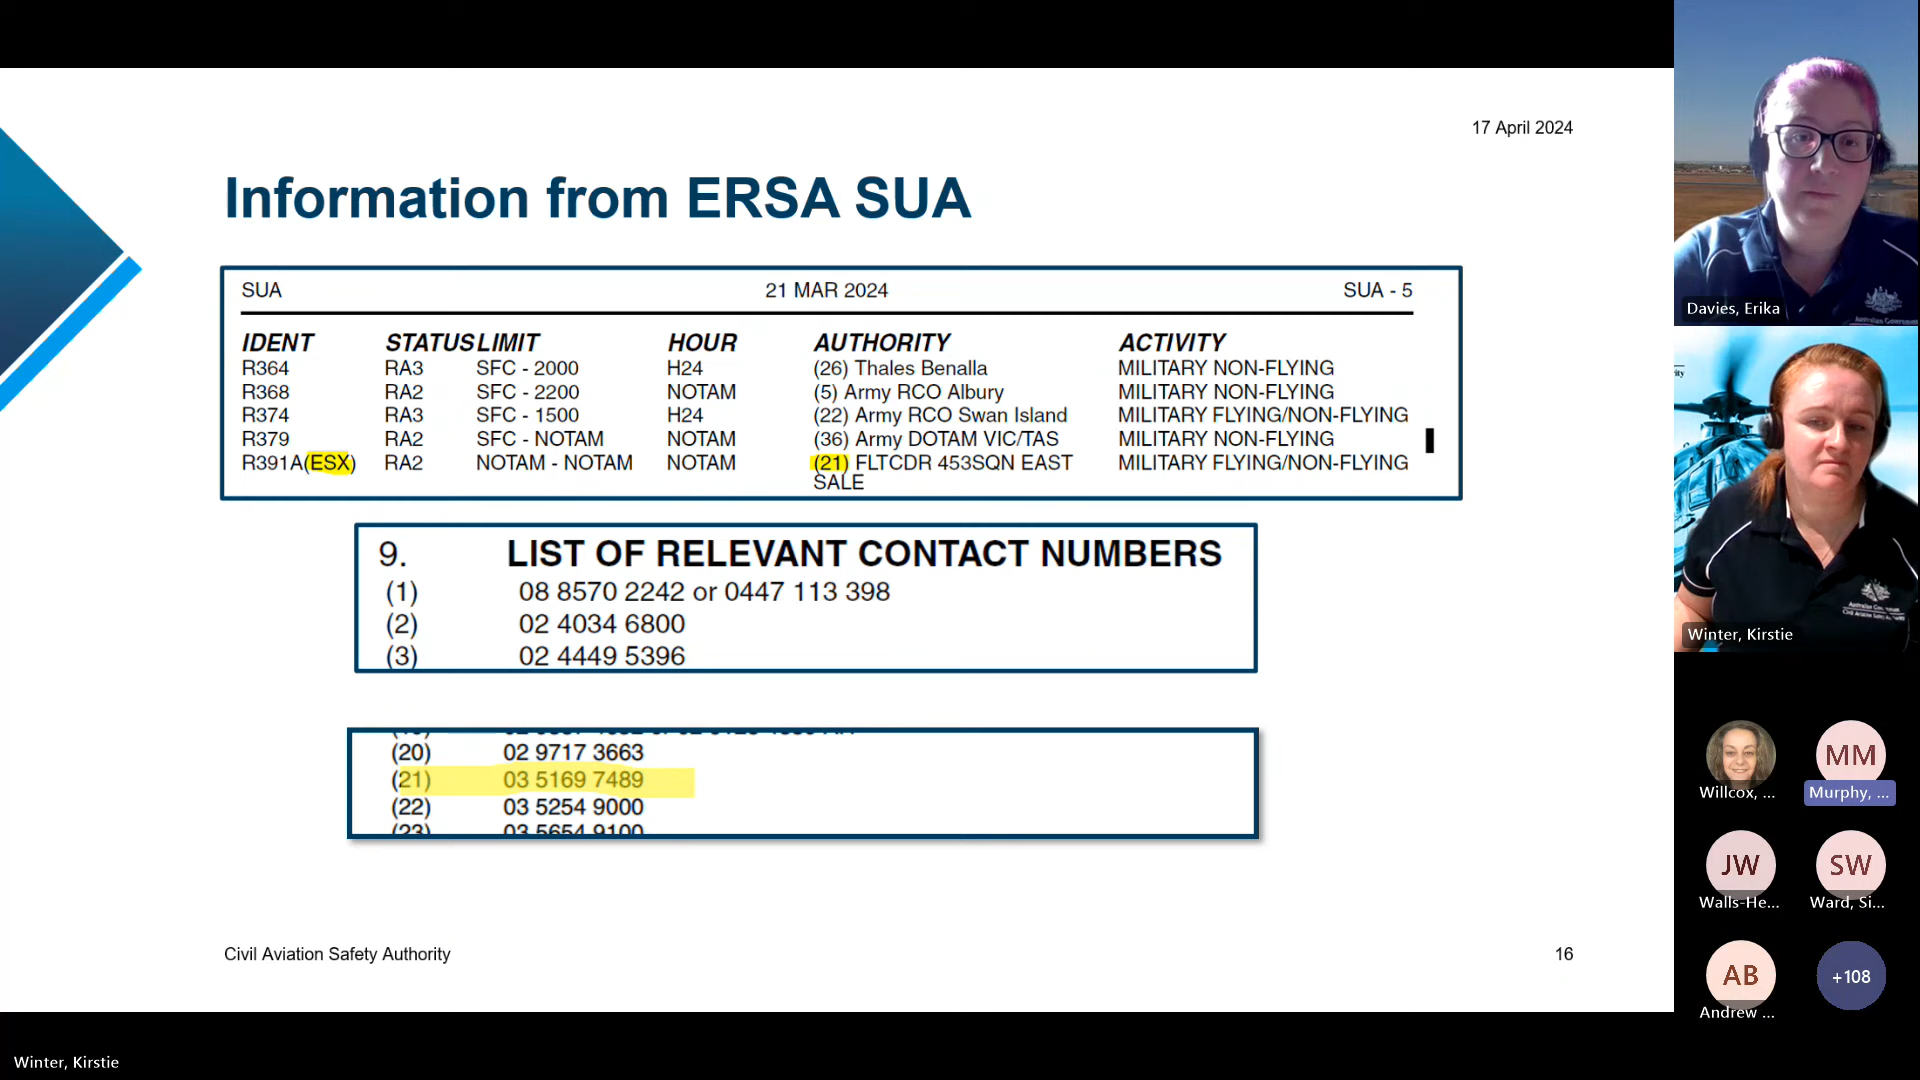 17 April 2024
Information from ERSA SUA
SUA 21 MAR 2024 SUA - 5
IDENT STATUS LIMIT HOUR AUTHORITY ACTIVITY
R364 RA3 SFC - 2000 H24 (26) Thales Benalla MILITARY NON-FLYING
R368 RA2 SFC - 2200 NOTAM (5) Army RCO Albury MILITARY NON-FLYING
R374 RA3 SFC - 1500 H24 (22) Army RCO Swan Island MILITARY FLYING/NON-FLYING
R379 RA2 SFC - NOTAM NOTAM (36) Army DOTAM VIC/TAS MILITARY NON-FLYING
R391A(ESX) RA2 NOTAM - NOTAM NOTAM (21) FLTCDR 453SQN EAST MILITARY FLYING/NON-FLYING
SALE
9. LIST OF RELEVANT CONTACT NUMBERS
(1) 08 8570 2242 or 0447 113 398
(2) 02 4034 6800
(3) 02 4449 5396
(20) 02 9717 3663
(21) 03 5169 7489
(22) 03 5254 9000
(23) 03 5654 9100
Civil Aviation Safety Authority
16
Davies, Erika
Australian Government
Winter, Kirstie
Willcox, ...
MM
Murphy, ...
JW
Walls-He...
SW
Ward, Si...
AB
Andrew ...
+108
Winter, Kirstie